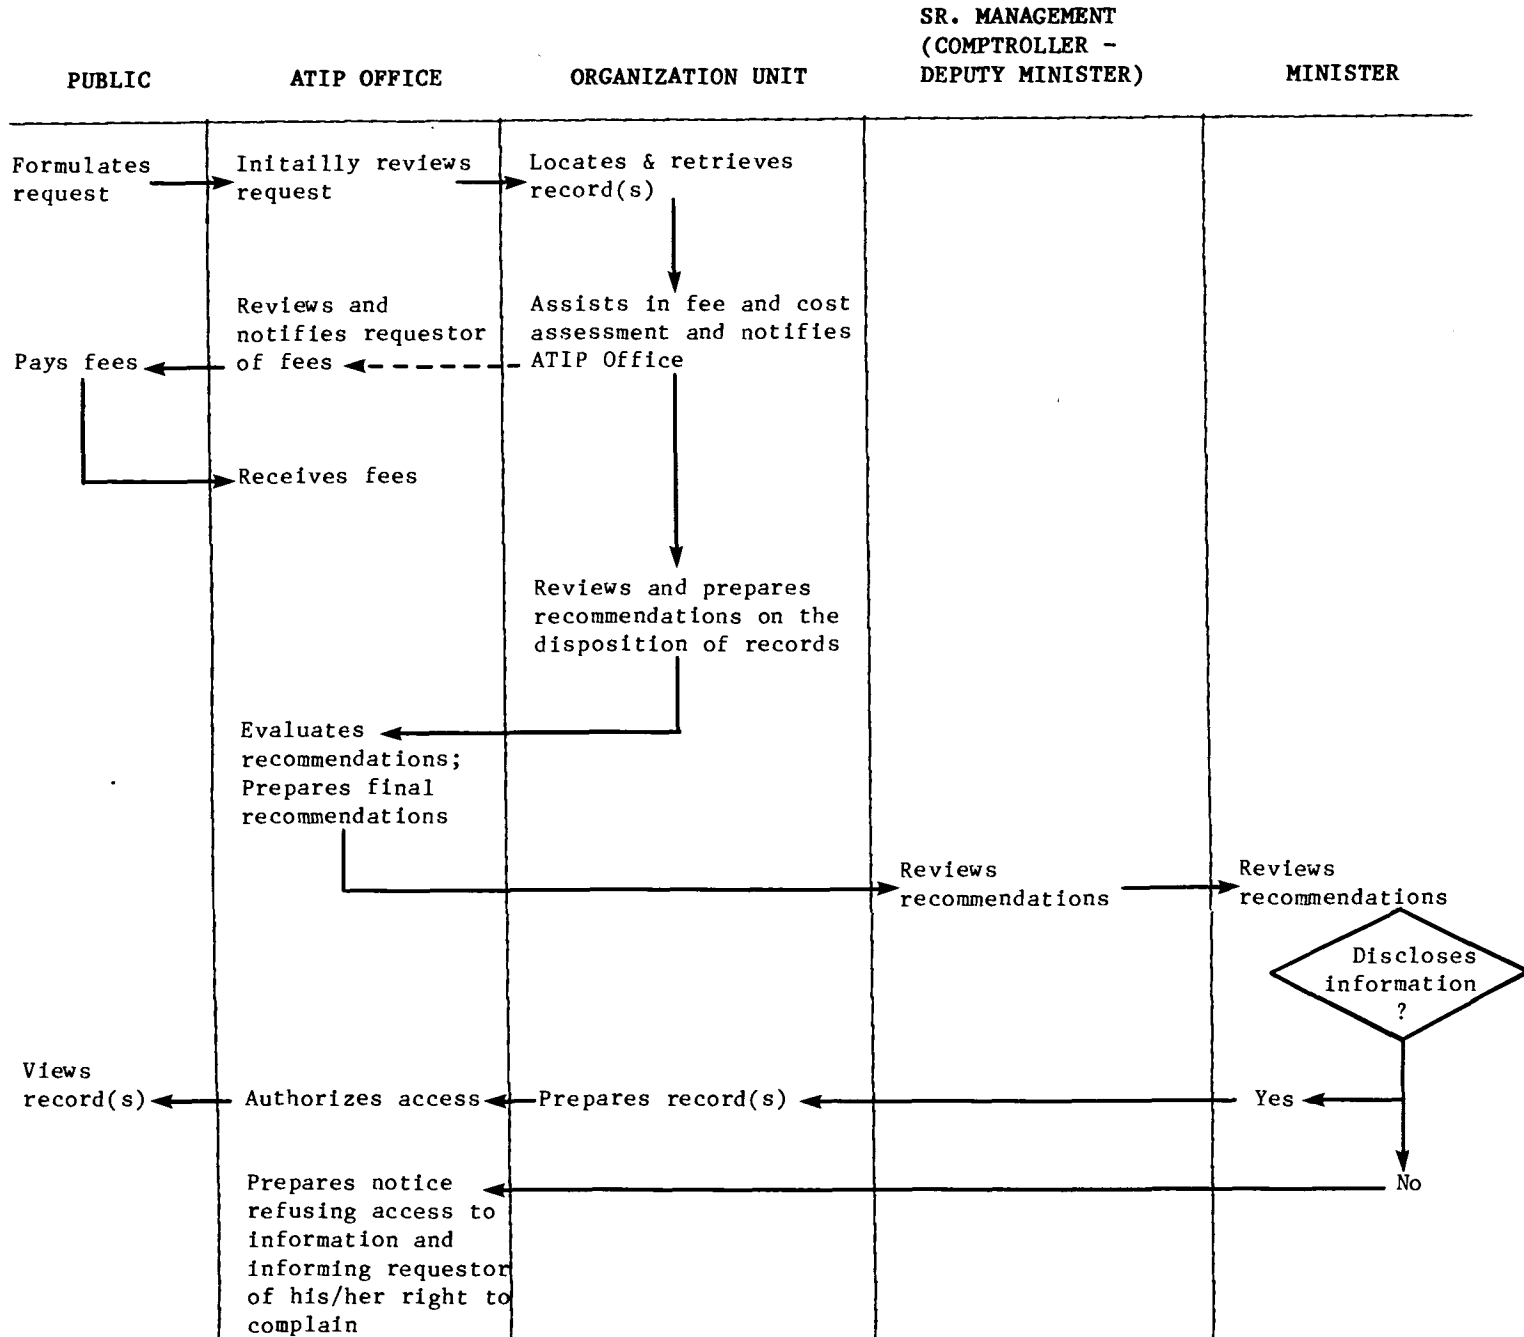 SR. MANAGEMENT
(COMPTROLLER -
DEPUTY MINISTER)
PUBLIC
ATIP OFFICE
ORGANIZATION UNIT
MINISTER
Formulates
request
Initailly reviews
request
Locates & retrieves
record(s)
Assists in fee and cost
assessment and notifies
ATIP Office
Reviews and
notifies requestor
of fees
Pays fees
Receives fees
Reviews and prepares
recommendations on the
disposition of records
Evaluates
recommendations;
Prepares final
recommendations
Reviews
recommendations
Reviews
recommendations
Discloses
information
?
Yes
Prepares record(s)
Authorizes access
Views
record(s)
No
Prepares notice
refusing access to
information and
informing requestor
of his/her right to
complain